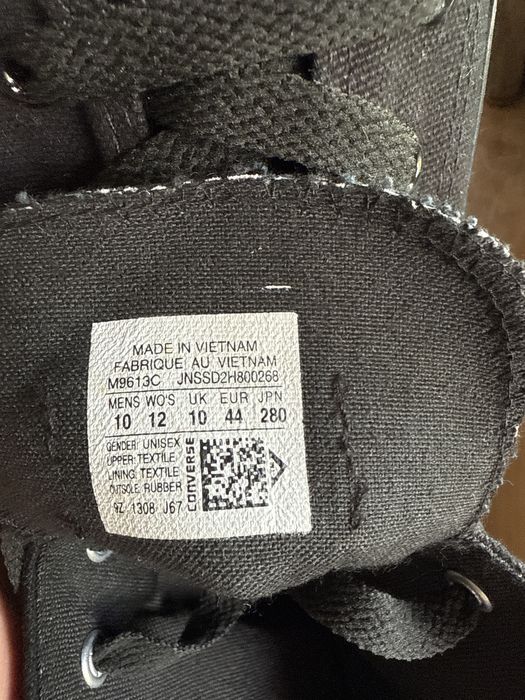 MADE IN VIETNAM
FABRIQUE AU VIETNAM
M9613C JNSSD2H800268
MENS WO'S UK EUR JPN
10 12 10 44 280
GENDER: UNISEX
UPPER: TEXTILE
LINING: TEXTILE
OUTSOLE: RUBBER
9Z 1308 J67
CONVERSE